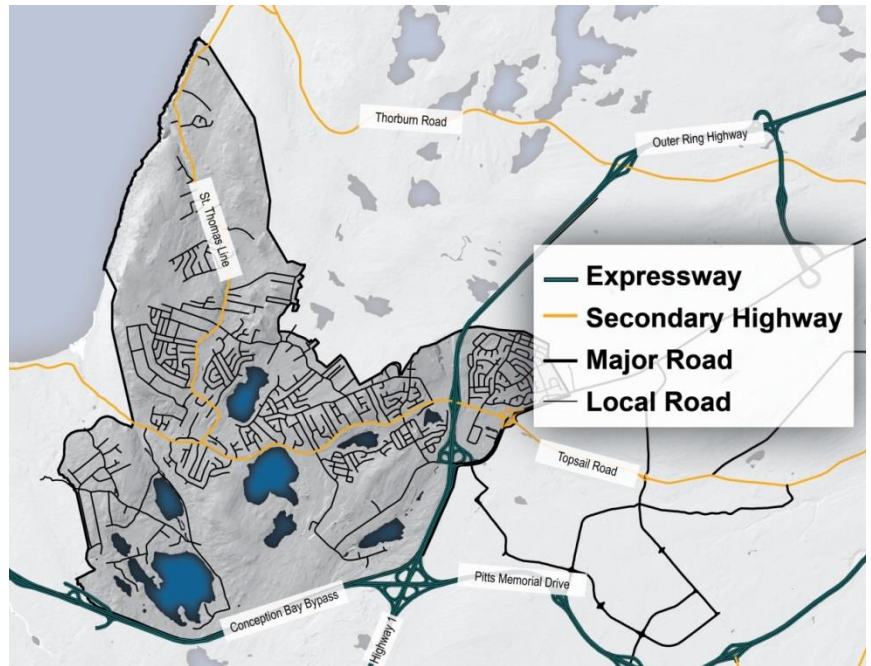 Thorburn Road
Outer Ring Highway
St. Thomas Line
Expressway
Secondary Highway
Major Road
Local Road
Topsail Road
Pitts Memorial Drive
Conception Bay Bypass
Highway 1